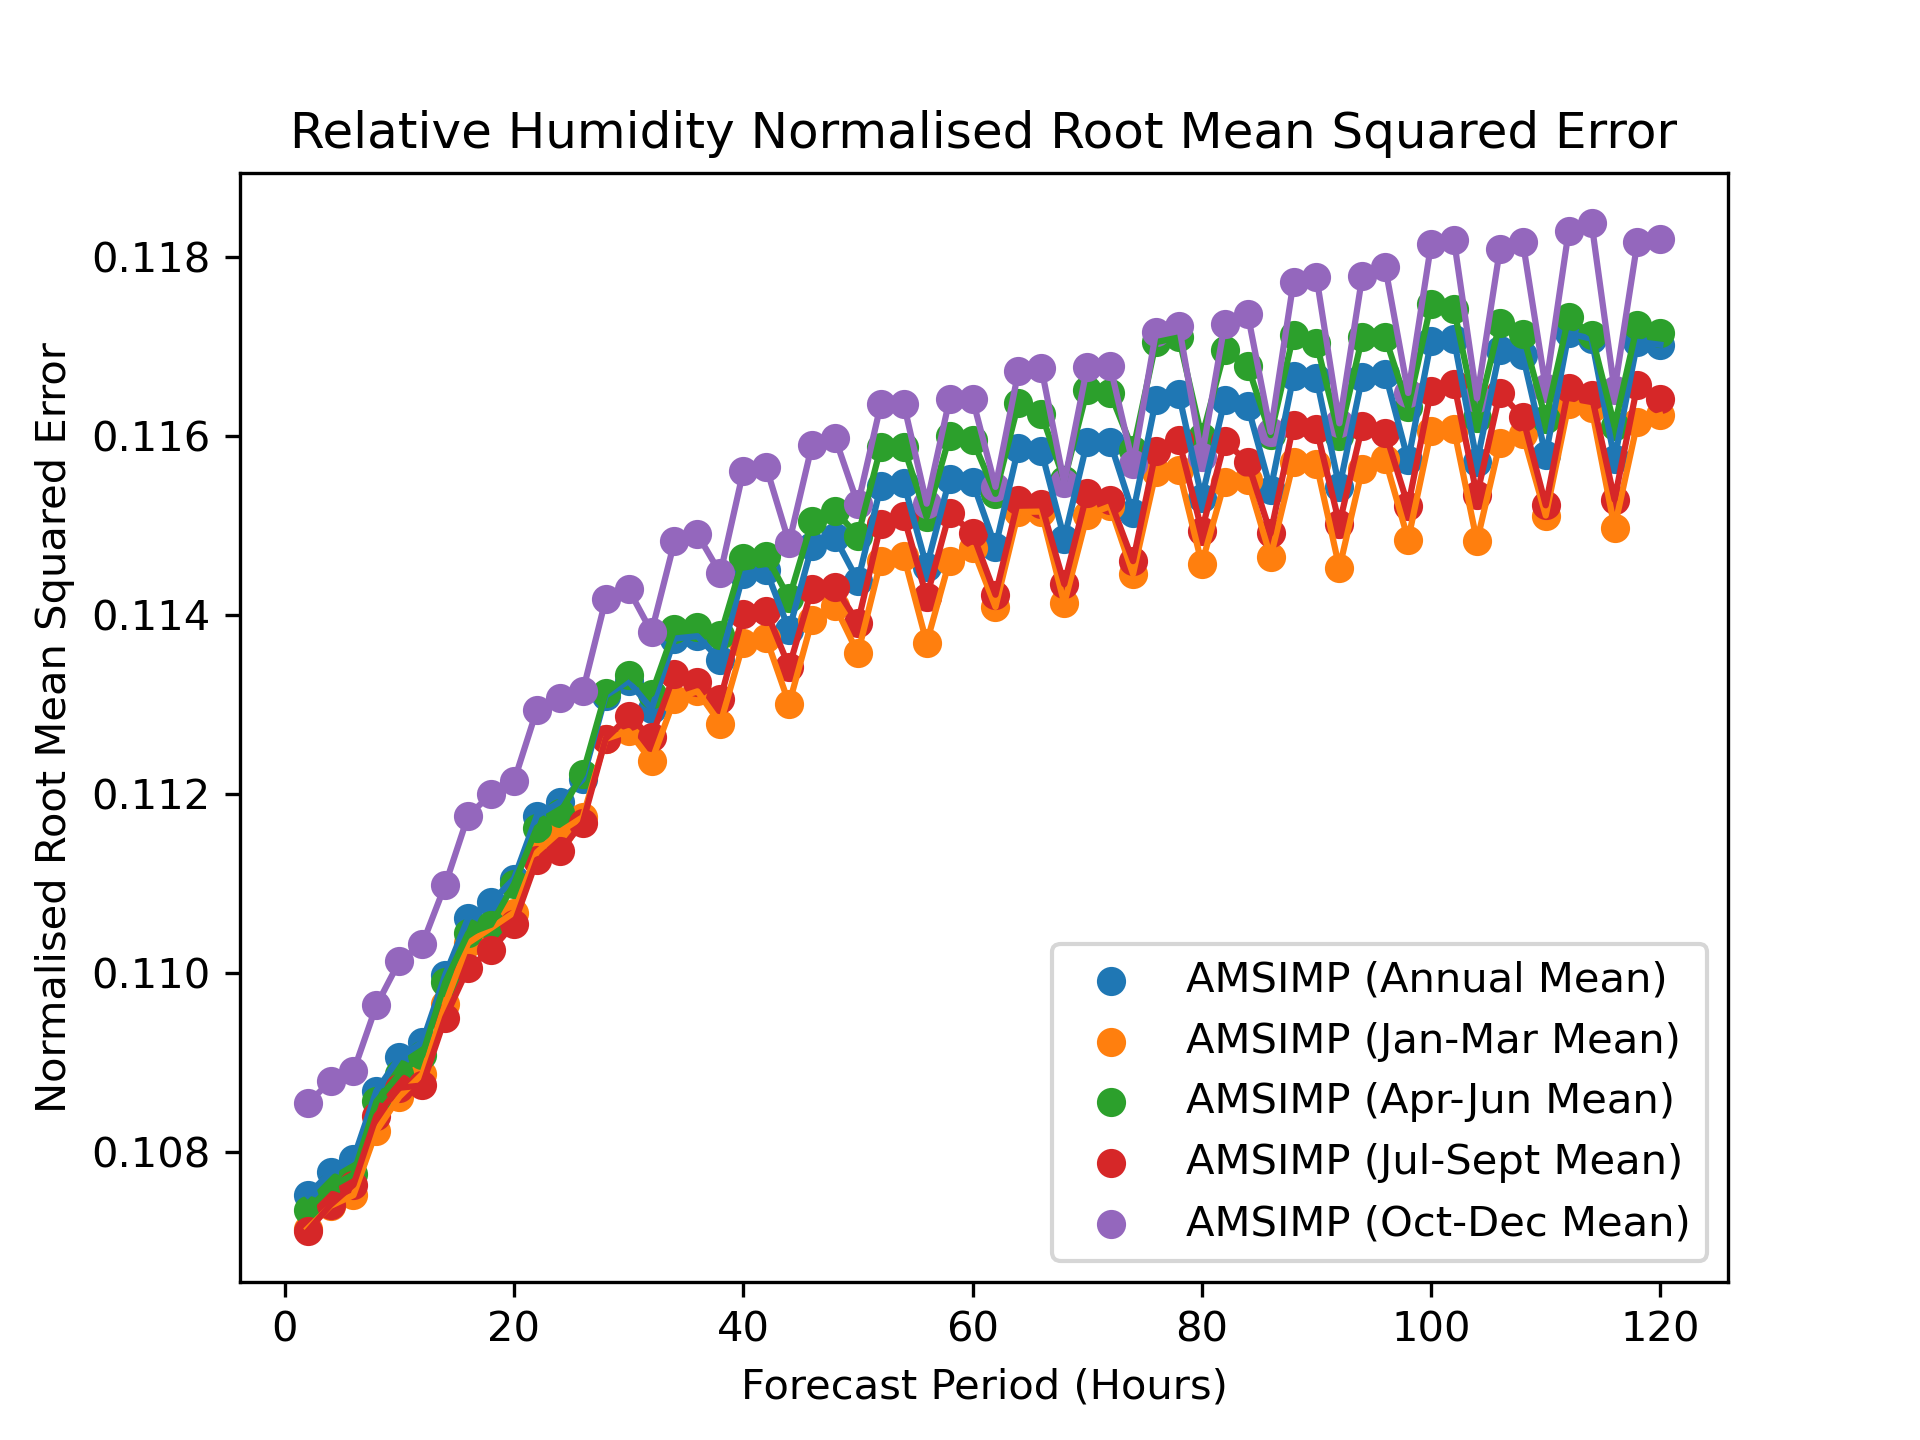 Relative Humidity Normalised Root Mean Squared Error
Normalised Root Mean Squared Error
0.118
0.116
0.114
0.112
0.110
0.108
AMSIMP (Annual Mean)
AMSIMP (Jan-Mar Mean)
AMSIMP (Apr-Jun Mean)
AMSIMP (Jul-Sept Mean)
AMSIMP (Oct-Dec Mean)
0 20 40 60 80 100 120
Forecast Period (Hours)